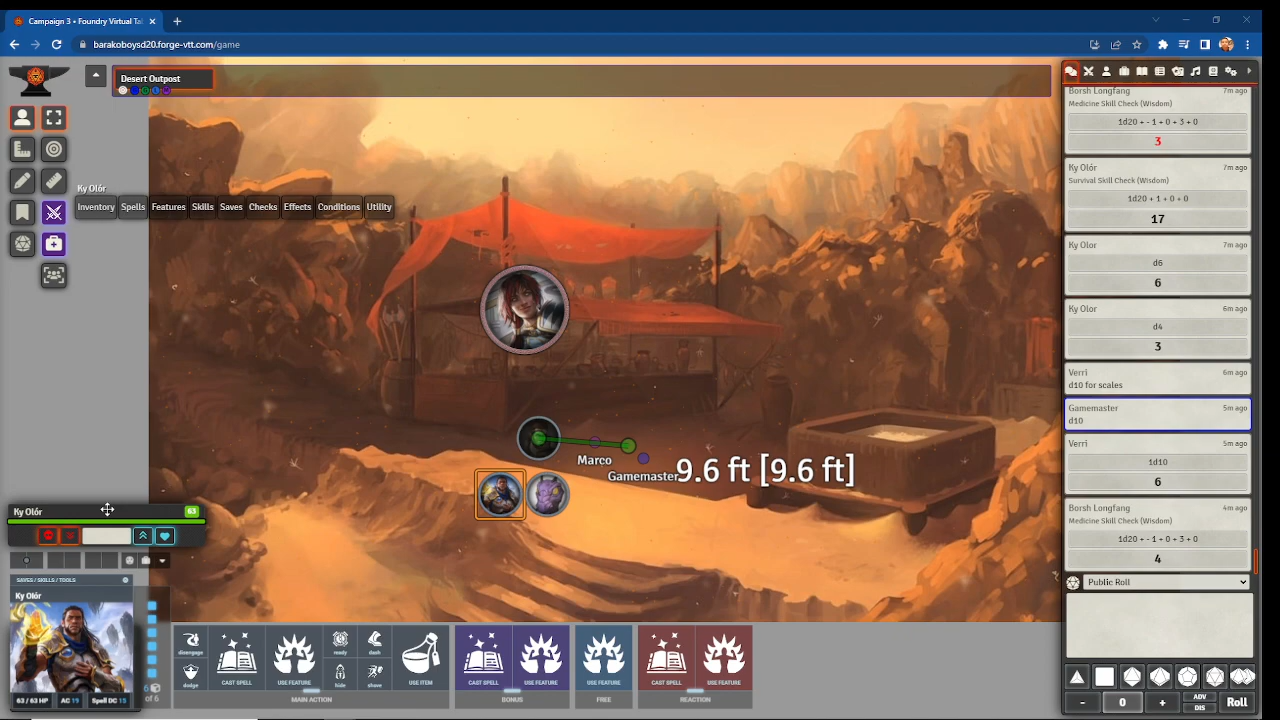 Campaign 3 • Foundry Virtual Tab
barakoboysd20.forge-vtt.com/game
Desert Outpost
Ky Olór
Inventory Spells Features Skills Saves Checks Effects Conditions Utility
Marco
Gamemaster
9.6 ft [9.6 ft]
Ky Olór 63
SAVES / SKILLS / TOOLS
Ky Olór
63 / 63 HP AC 19 Spell DC 15
of 6
disengage
dodge
CAST SPELL
USE FEATURE
ready
hide
dash
shove
USE ITEM
MAIN ACTION
CAST SPELL
USE FEATURE
BONUS
USE FEATURE
FREE
CAST SPELL
USE FEATURE
REACTION
Borsh Longfang 7m ago
Medicine Skill Check (Wisdom)
1d20 + - 1 + 0 + 3 + 0
3
Ky Olór 7m ago
Survival Skill Check (Wisdom)
1d20 + 1 + 0 + 0
17
Ky Olor 7m ago
d6
6
Ky Olor 6m ago
d4
3
Verri 6m ago
d10 for scales
Gamemaster 5m ago
d10
Verri 5m ago
1d10
6
Borsh Longfang 4m ago
Medicine Skill Check (Wisdom)
1d20 + - 1 + 0 + 3 + 0
4
Public Roll
- 0 + ADV
DIS
Roll